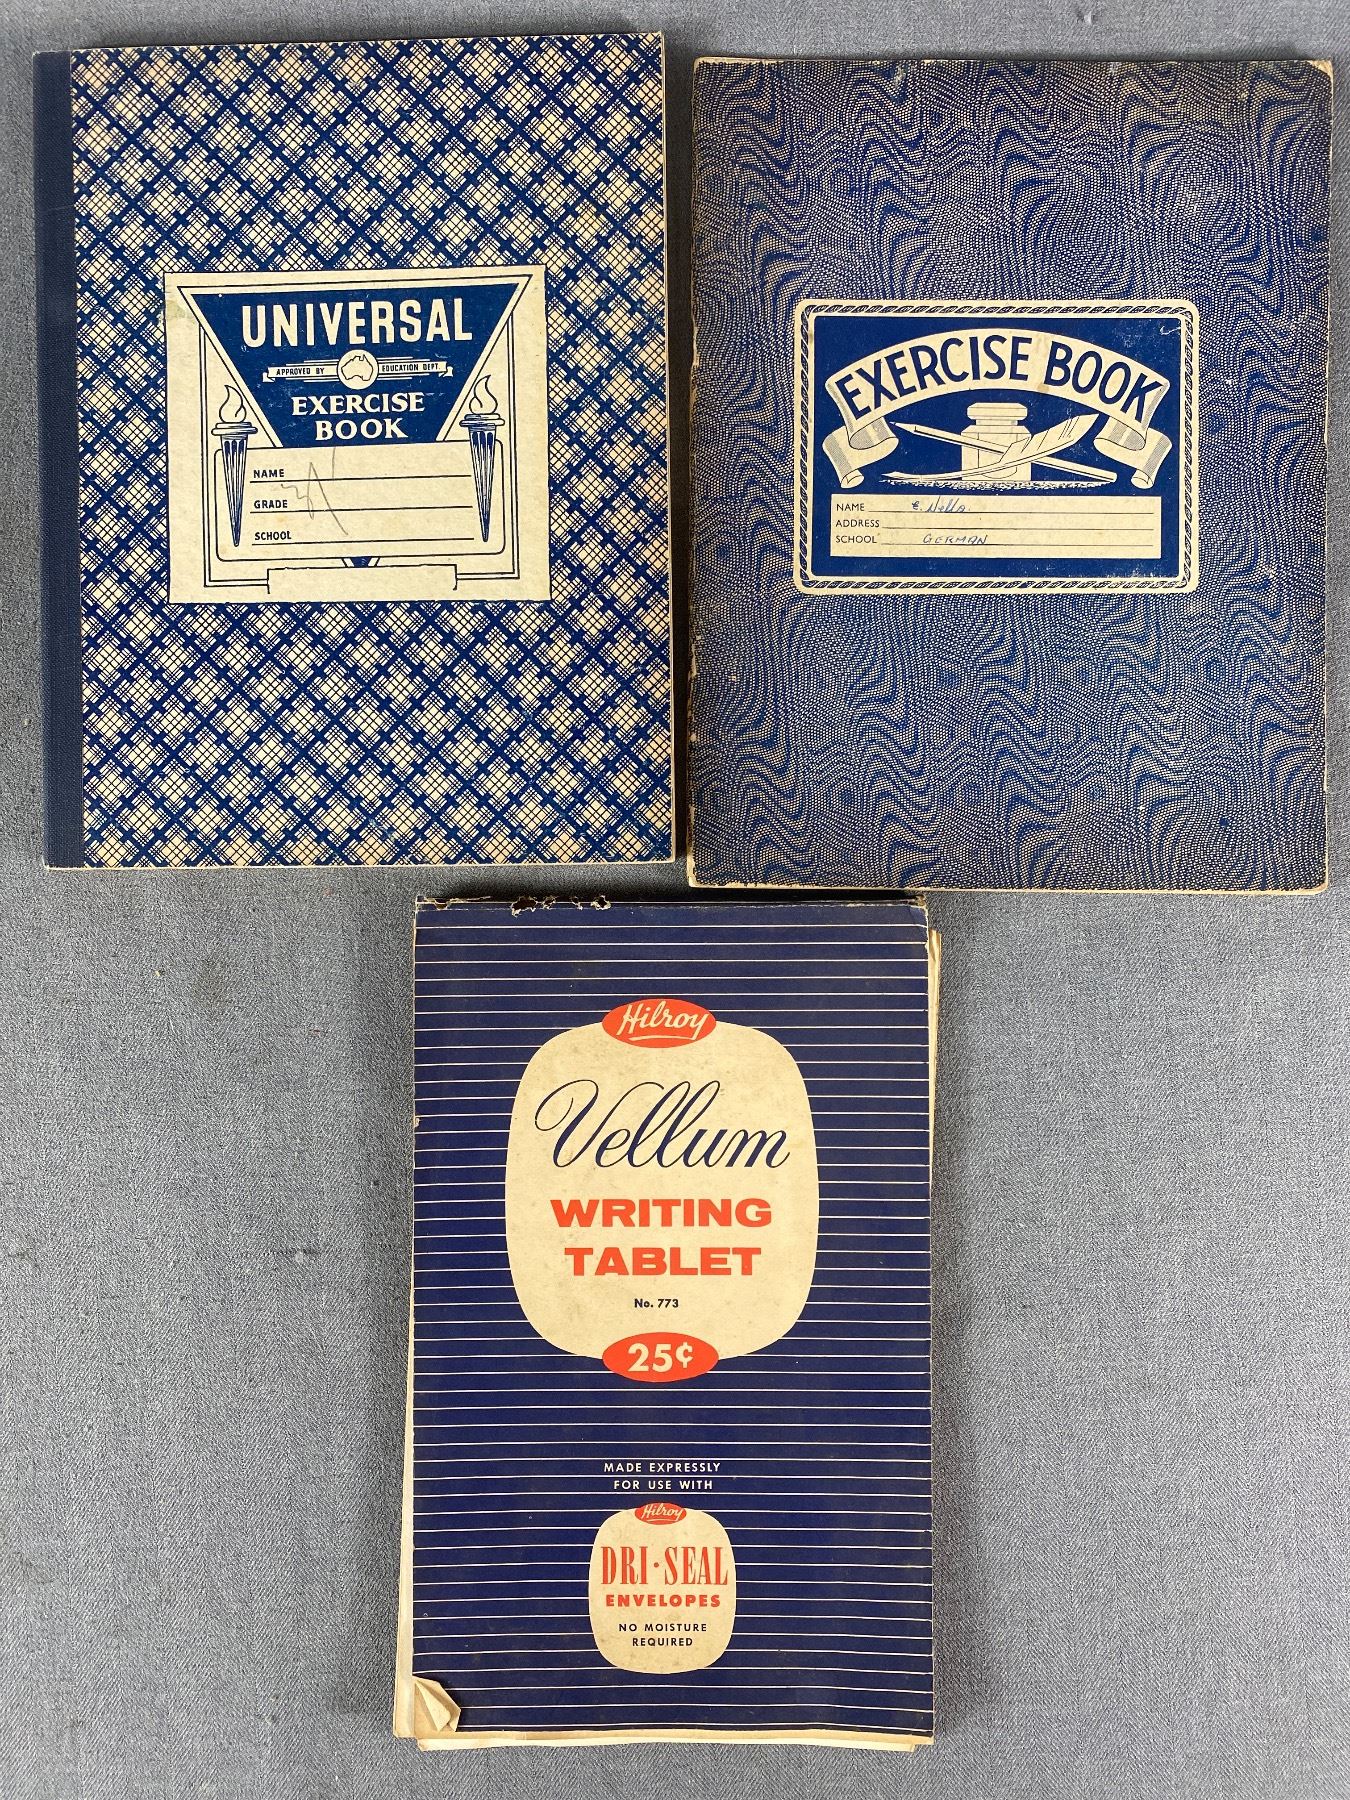 UNIVERSAL
APPROVED BY EDUCATION DEPT.
EXERCISE
BOOK
NAME
GRADE
SCHOOL
EXERCISE BOOK
NAME
ADDRESS
SCHOOL GERMAN
Hilroy
Vellum
WRITING
TABLET
No. 773
25¢
MADE EXPRESSLY
FOR USE WITH
Hilroy
DRI·SEAL
ENVELOPES
NO MOISTURE
REQUIRED